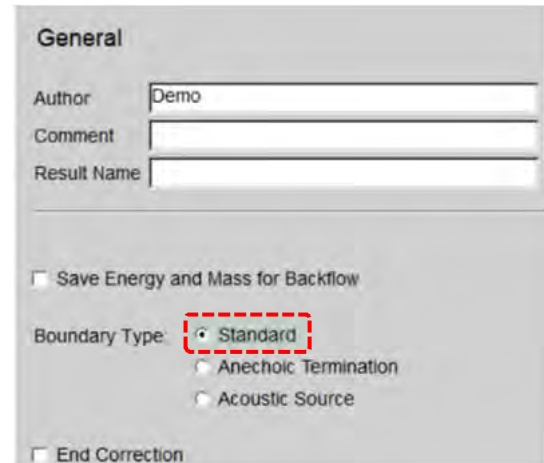 General
Author Demo
Comment
Result Name
Save Energy and Mass for Backflow
Boundary Type: Standard
Anechoic Termination
Acoustic Source
End Correction